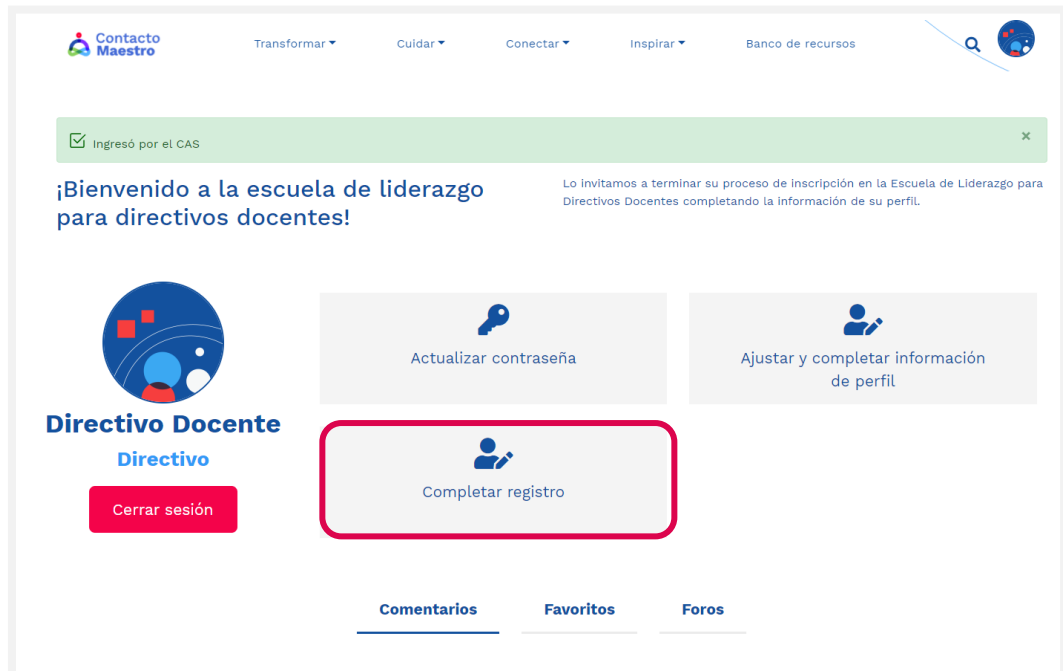 Contacto
Maestro
Transformar
Cuidar
Conectar
Inspirar
Banco de recursos
Ingresó por el CAS
×
¡Bienvenido a la escuela de liderazgo
para directivos docentes!
Lo invitamos a terminar su proceso de inscripción en la Escuela de Liderazgo para
Directivos Docentes completando la información de su perfil.
Actualizar contraseña
Ajustar y completar información
de perfil
Directivo Docente
Directivo
Cerrar sesión
Completar registro
Comentarios
Favoritos
Foros